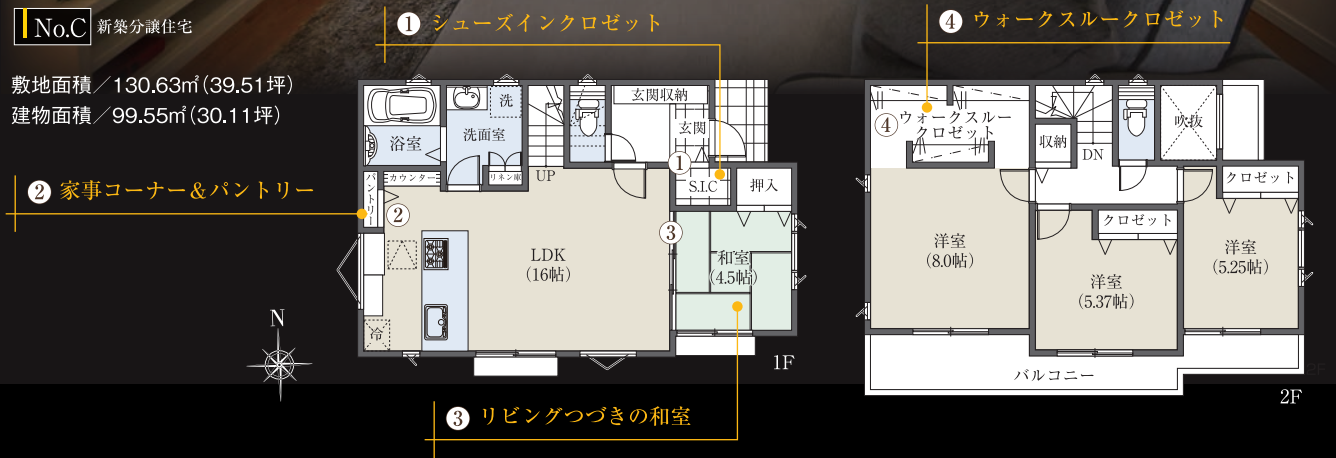 No.C 新築分譲住宅
敷地面積／130.63㎡(39.51坪)
建物面積／99.55㎡(30.11坪)
❶ シューズインクロゼット
❹ ウォークスルークロゼット
❷ 家事コーナー＆パントリー
❸ リビングつづきの和室
浴室
洗面室
洗
リネン庫
カウンター
パントリー
②
UP
玄関収納
玄関
①
S.I.C
押入
③
和室
(4.5帖)
LDK
(16帖)
冷
N
1F
④ ウォークスルー
クロゼット
収納
DN
吹抜
クロゼット
クロゼット
洋室
(8.0帖)
洋室
(5.37帖)
洋室
(5.25帖)
バルコニー
2F
2F